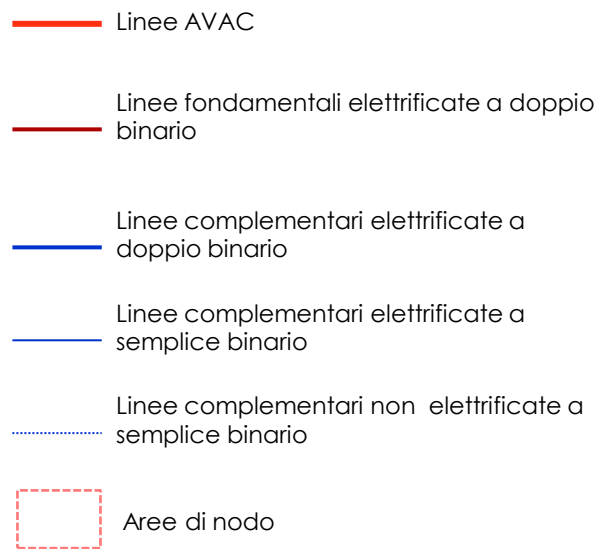 Linee AVAC
Linee fondamentali elettrificate a doppio
binario
Linee complementari elettrificate a
doppio binario
Linee complementari elettrificate a
semplice binario
Linee complementari non  elettrificate a
semplice binario
Aree di nodo